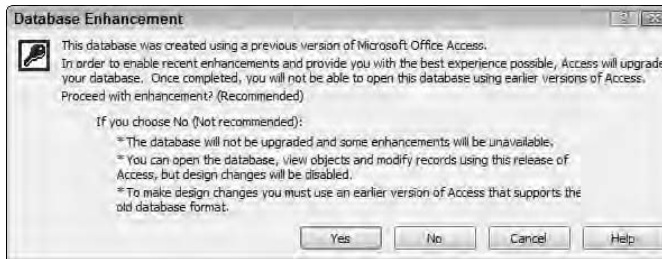 Database Enhancement
This database was created using a previous version of Microsoft Office Access.
In order to enable recent enhancements and provide you with the best experience possible, Access will upgrade
your database. Once completed, you will not be able to open this database using earlier versions of Access.
Proceed with enhancement? (Recommended)
If you choose No (Not recommended):
* The database will not be upgraded and some enhancements will be unavailable.
* You can open the database, view objects and modify records using this release of
Access, but design changes will be disabled.
* To make design changes you must use an earlier version of Access that supports the
old database format.
Yes No Cancel Help